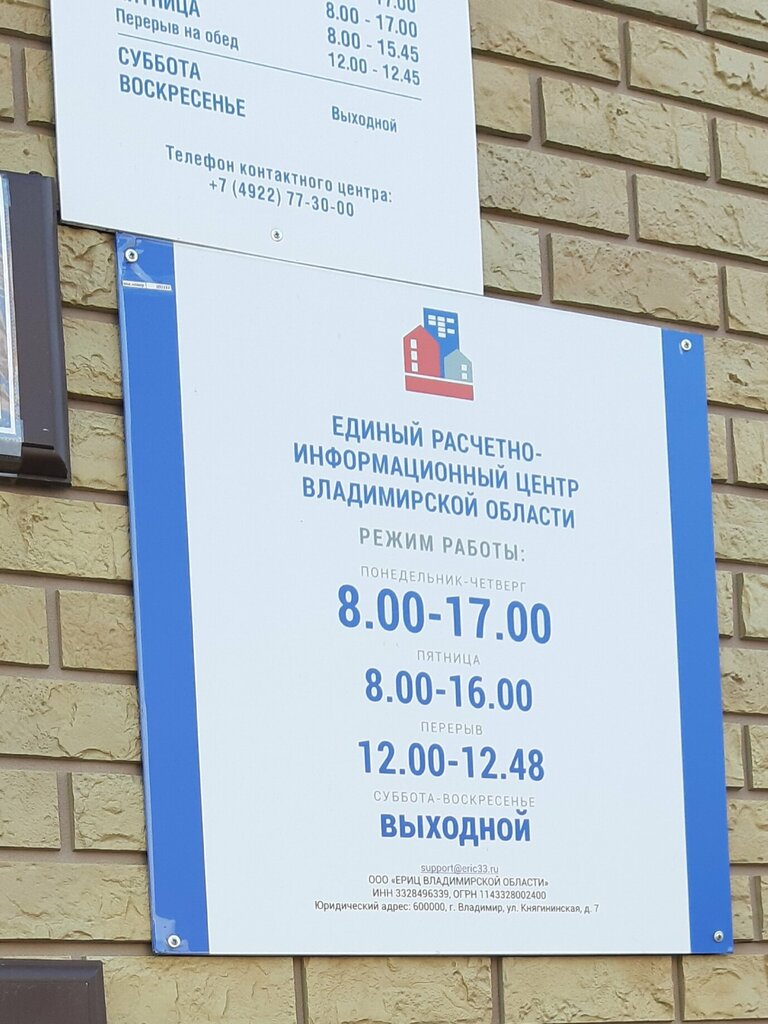 17.00
ПЯТНИЦА
8.00 - 17.00
8.00 - 15.45
Перерыв на обед
12.00 - 12.45
СУББОТА
ВОСКРЕСЕНЬЕ
Выходной
Телефон контактного центра:
+7 (4922) 77-30-00
ЕДИНЫЙ РАСЧЕТНО-
ИНФОРМАЦИОННЫЙ ЦЕНТР
ВЛАДИМИРСКОЙ ОБЛАСТИ
РЕЖИМ РАБОТЫ:
ПОНЕДЕЛЬНИК-ЧЕТВЕРГ
8.00-17.00
ПЯТНИЦА
8.00-16.00
ПЕРЕРЫВ
12.00-12.48
СУББОТА-ВОСКРЕСЕНЬЕ
ВЫХОДНОЙ
support@eric33.ru
ООО «ЕРИЦ ВЛАДИМИРСКОЙ ОБЛАСТИ»
ИНН 3328496339, ОГРН 1143328002400
Юридический адрес: 600000, г. Владимир, ул. Княгининская, д. 7